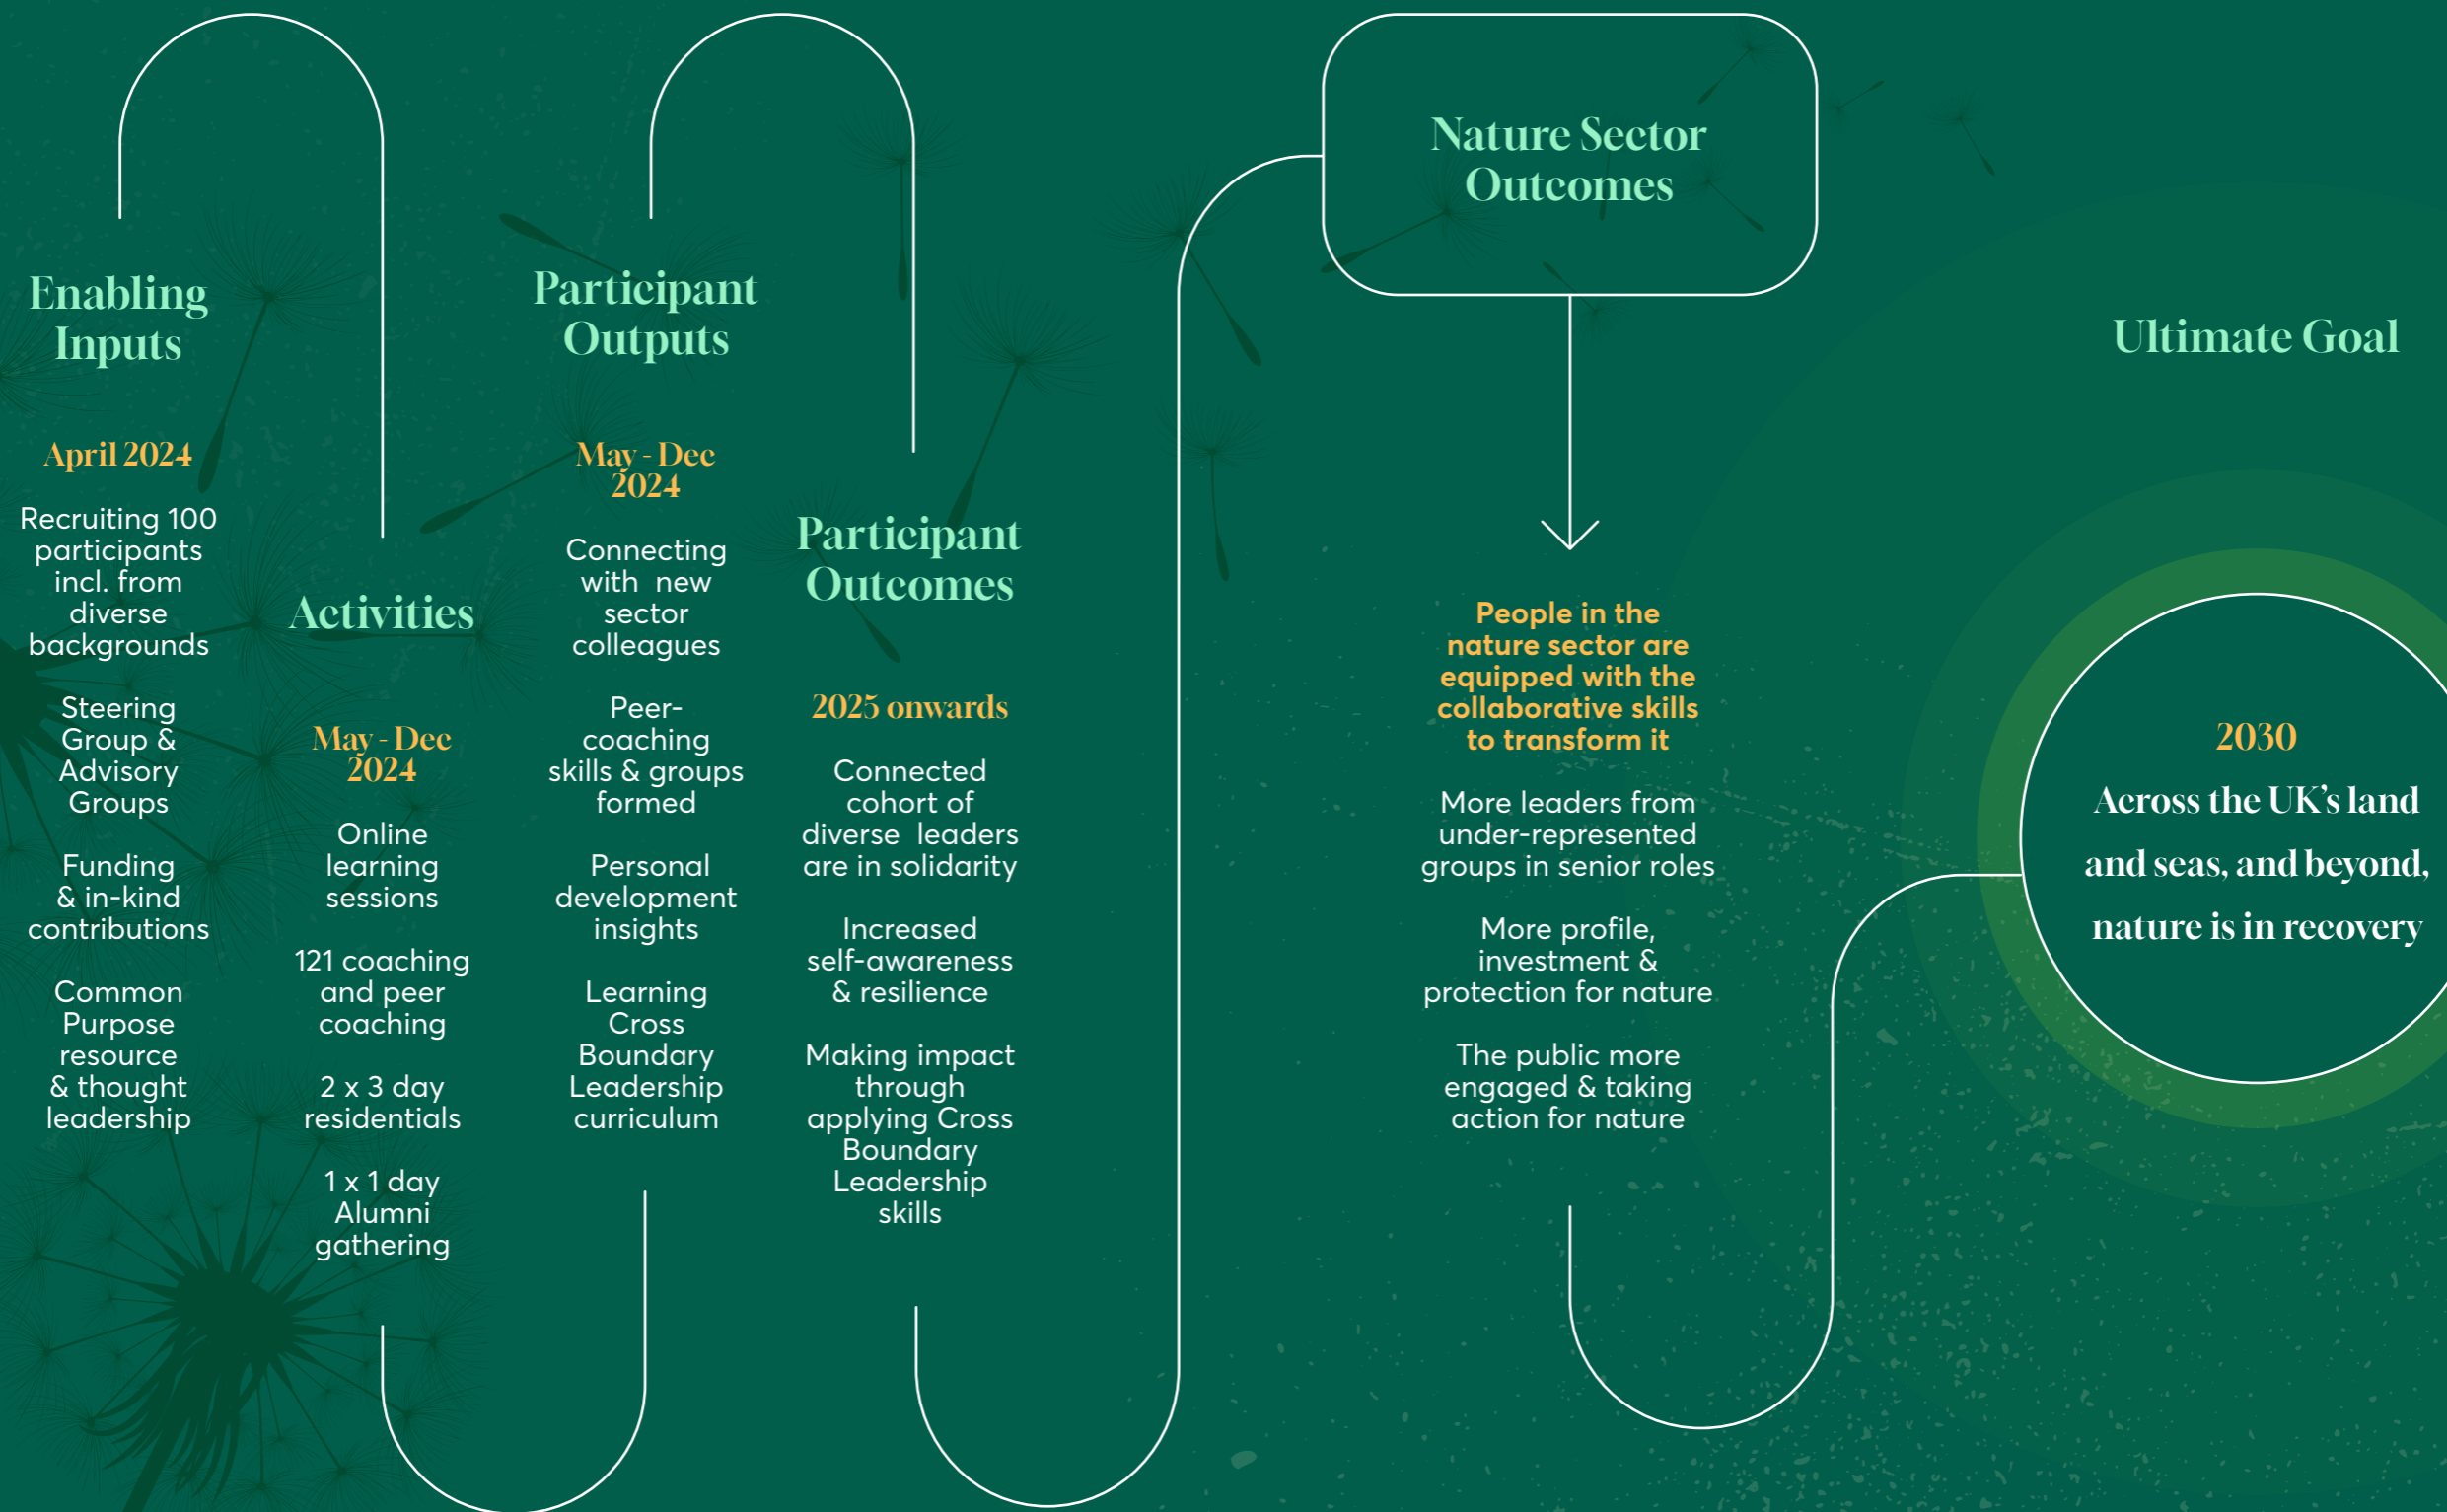 Enabling
Inputs
April 2024
Recruiting 100
participants
incl. from
diverse
backgrounds
Steering
Group &
Advisory
Groups
Funding
& in-kind
contributions
Common
Purpose
resource
& thought
leadership
Activities
May - Dec
2024
Online
learning
sessions
121 coaching
and peer
coaching
2 x 3 day
residentials
1 x 1 day
Alumni
gathering
Participant
Outputs
May - Dec
2024
Connecting
with new
sector
colleagues
Peer-
coaching
skills & groups
formed
Personal
development
insights
Learning
Cross
Boundary
Leadership
curriculum
Participant
Outcomes
2025 onwards
Connected
cohort of
diverse leaders
are in solidarity
Increased
self-awareness
& resilience
Making impact
through
applying Cross
Boundary
Leadership
skills
Nature Sector
Outcomes
People in the
nature sector are
equipped with the
collaborative skills
to transform it
More leaders from
under-represented
groups in senior roles
More profile,
investment &
protection for nature
The public more
engaged & taking
action for nature
Ultimate Goal
2030
Across the UK's land
and seas, and beyond,
nature is in recovery